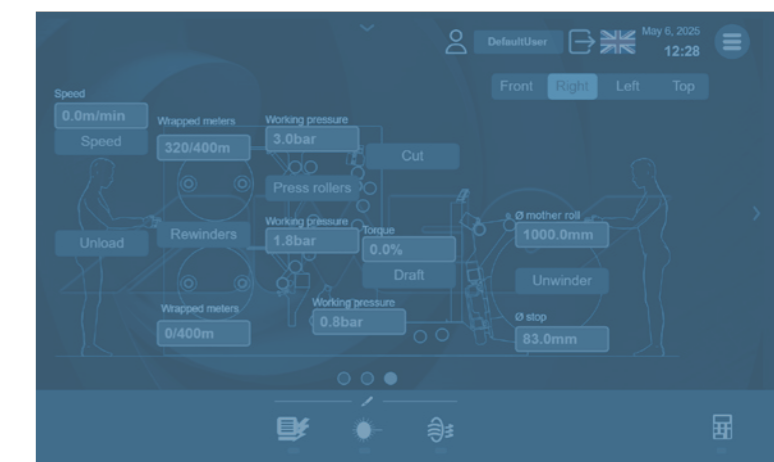 May 6, 2025
DefaultUser
12:28
Front Right Left Top
Speed
0.0m/min
Speed
Wrapped meters
320/400m
Working pressure
3.0bar
Cut
Press rollers
Unload
Rewinders
Working pressure
1.8bar
Torque
0.0%
Draft
Ø mother roll
1000.0mm
Unwinder
Wrapped meters
0/400m
Working pressure
0.8bar
Ø stop
83.0mm